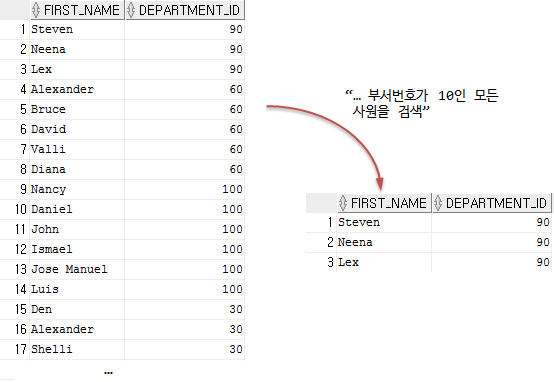 FIRST_NAME DEPARTMENT_ID
1 Steven 90
2 Neena 90
3 Lex 90
4 Alexander 60
5 Bruce 60
6 David 60
7 Valli 60
8 Diana 60
9 Nancy 100
10 Daniel 100
11 John 100
12 Ismael 100
13 Jose Manuel 100
14 Luis 100
15 Den 30
16 Alexander 30
17 Shelli 30
…
“… 부서번호가 10인 모든
사원을 검색”
FIRST_NAME DEPARTMENT_ID
1 Steven 90
2 Neena 90
3 Lex 90